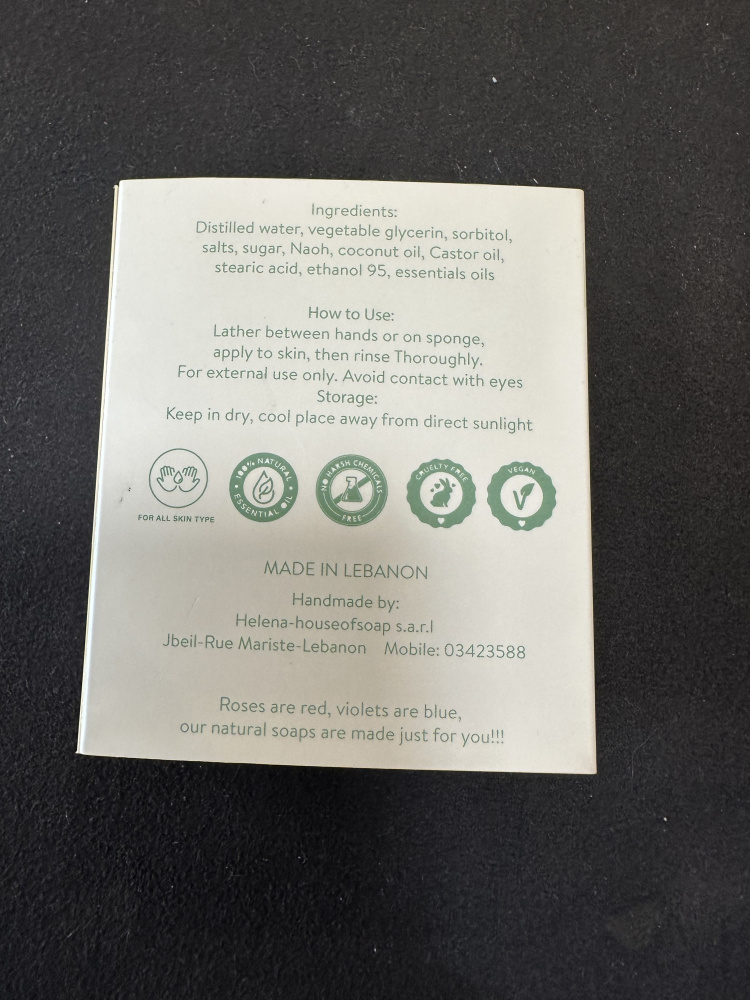 Ingredients:
Distilled water, vegetable glycerin, sorbitol,
salts, sugar, Naoh, coconut oil, Castor oil,
stearic acid, ethanol 95, essentials oils
How to Use:
Lather between hands or on sponge,
apply to skin, then rinse Thoroughly.
For external use only. Avoid contact with eyes
Storage:
Keep in dry, cool place away from direct sunlight
FOR ALL SKIN TYPE
100% NATURAL
ESSENTIAL OIL
NO HARSH CHEMICALS
FREE
CRUELTY FREE
VEGAN
MADE IN LEBANON
Handmade by:
Helena-houseofsoap s.a.r.l
Jbeil-Rue Mariste-Lebanon Mobile: 03423588
Roses are red, violets are blue,
our natural soaps are made just for you!!!